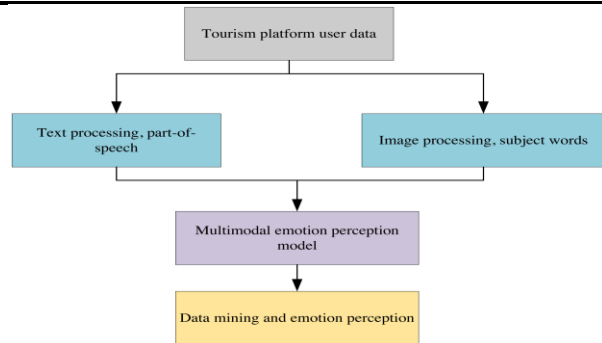 Tourism platform user data
Text processing, part-of-
speech
Image processing, subject words
Multimodal emotion perception
model
Data mining and emotion perception